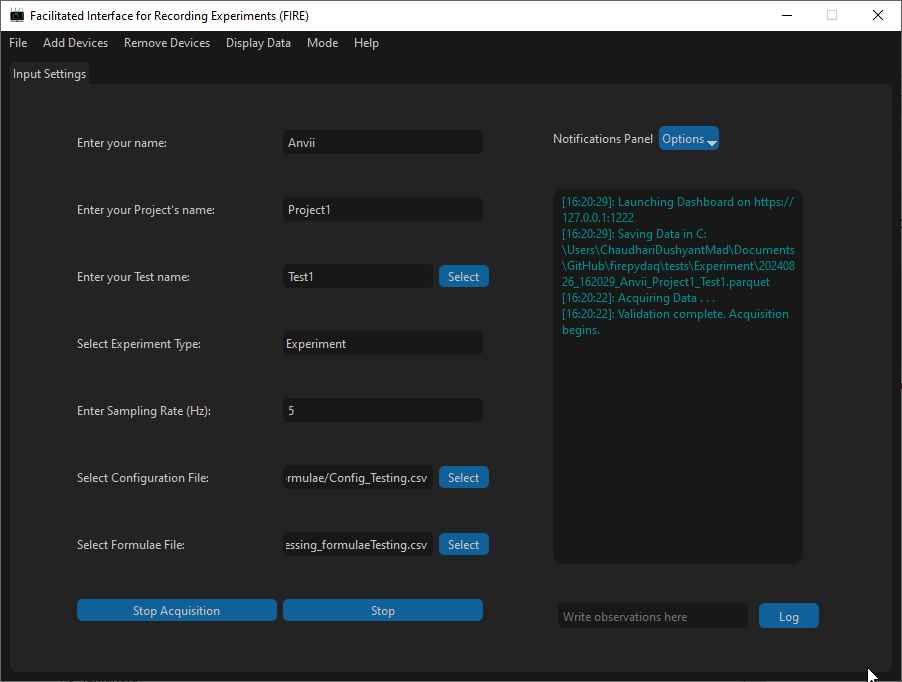 Facilitated Interface for Recording Experiments (FIRE)
File Add Devices Remove Devices Display Data Mode Help
Input Settings
Enter your name: Anvii
Enter your Project's name: Project1
Enter your Test name: Test1 Select
Select Experiment Type: Experiment
Enter Sampling Rate (Hz): 5
Select Configuration File: rmulae/Config_Testing.csv Select
Select Formulae File: essing_formulaeTesting.csv Select
Stop Acquisition Stop
Notifications Panel Options
[16:20:29]: Launching Dashboard on https://
127.0.0.1:1222
[16:20:29]: Saving Data in C:
\Users\ChaudhariDushyantMad\Documents
\GitHub\firepydaq\tests\Experiment\202408
26_162029_Anvii_Project1_Test1.parquet
[16:20:22]: Acquiring Data . . .
[16:20:22]: Validation complete. Acquisition
begins.
Write observations here Log